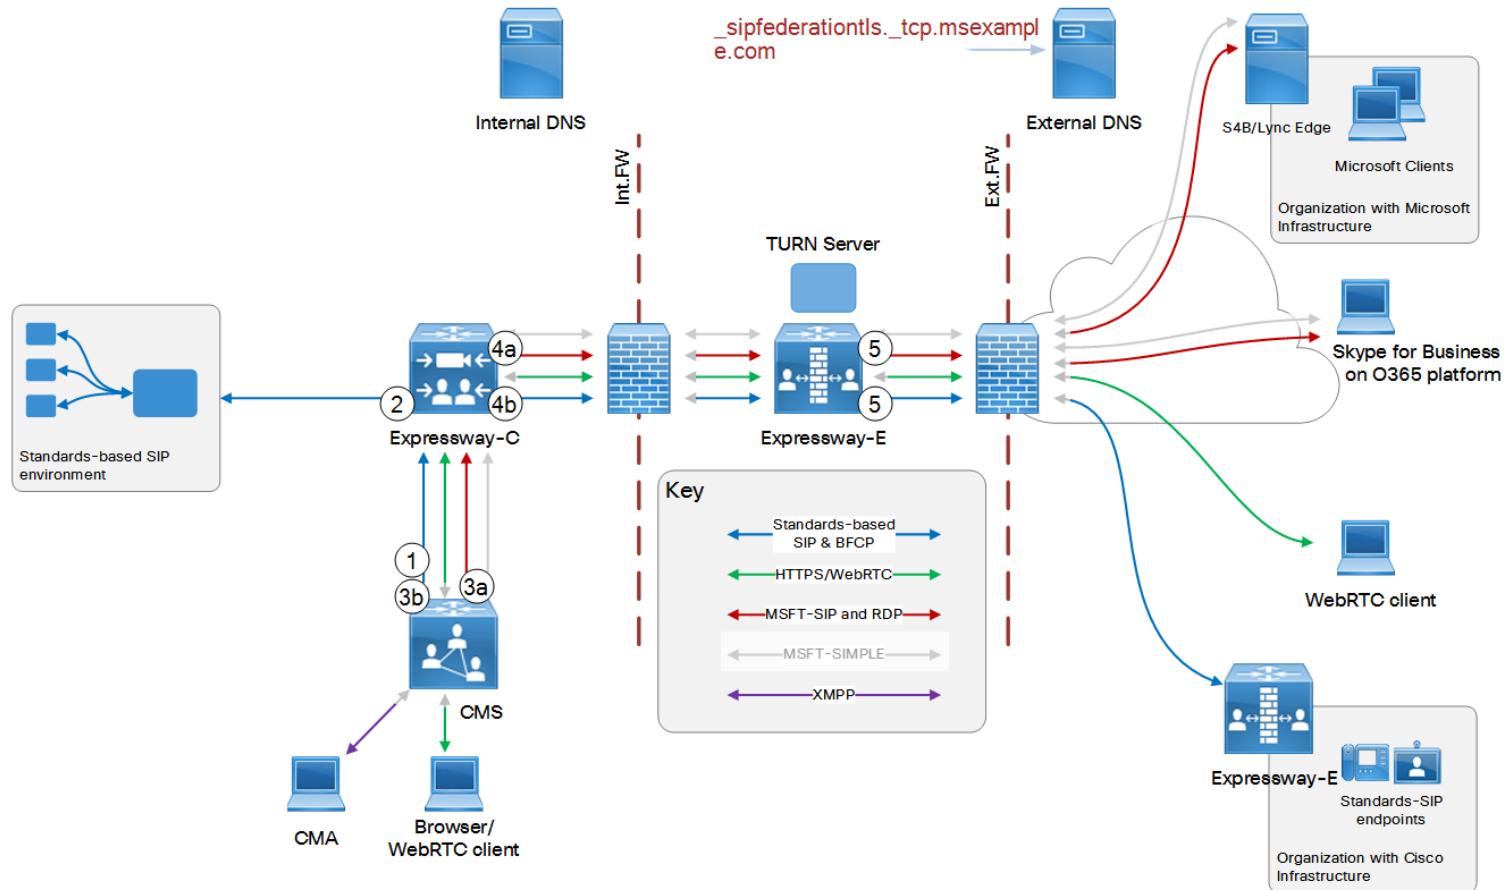 _sipfederationtls._tcp.msexampl
e.com
Internal DNS
External DNS
S4B/Lync Edge
Microsoft Clients
Organization with Microsoft
Infrastructure
Int.FW
Ext.FW
TURN Server
4a
5
2
4b
5
Expressway-C
Expressway-E
Skype for Business
on O365 platform
Standards-based SIP
environment
Key
Standards-based
SIP & BFCP
HTTPS/WebRTC
MSFT-SIP and RDP
MSFT-SIMPLE
XMPP
1
3b
3a
CMS
WebRTC client
CMA
Browser/
WebRTC client
Expressway-E
Standards-SIP
endpoints
Organization with Cisco
Infrastructure